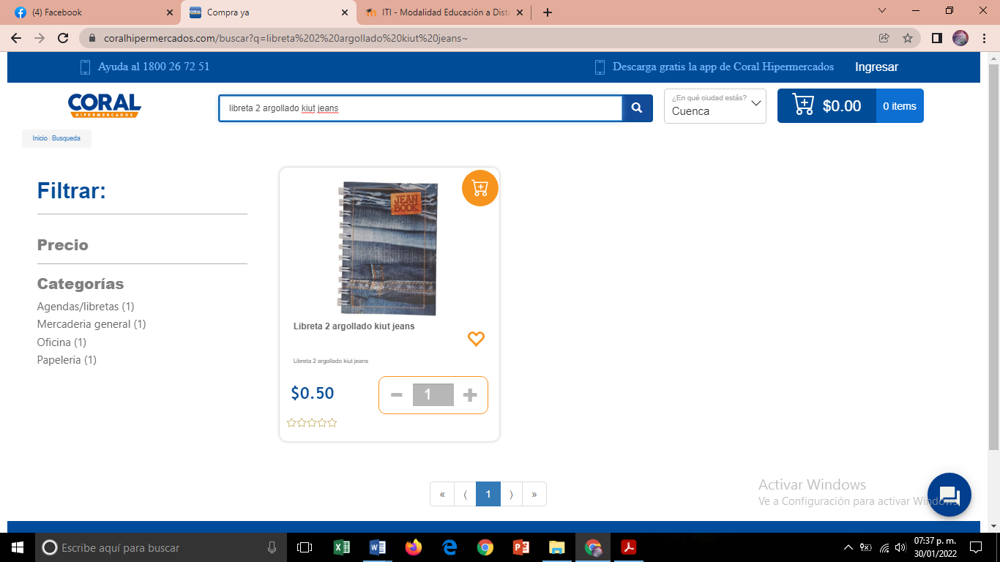 (4) Facebook
Compra ya
ITI - Modalidad Educación a Dista
coralhipermercados.com/buscar?q=libreta%202%20argollado%20kiut%20jeans~
Ayuda al 1800 26 72 51
Descarga gratis la app de Coral Hipermercados
Ingresar
CORAL
HIPERMERCADOS
libreta 2 argollado kiut jeans
¿En qué ciudad estás?
Cuenca
$0.00
0 items
Inicio / Busqueda
Filtrar:
Precio
Categorías
Agendas/libretas (1)
Mercaderia general (1)
Oficina (1)
Papeleria (1)
JEAN
BOOK
Libreta 2 argollado kiut jeans
Libreta 2 argollado kiut jeans
$0.50
1
« ⟨ 1 ⟩ »
Activar Windows
Ve a Configuración para activar Windows.
Escribe aquí para buscar
07:37 p. m.
30/01/2022